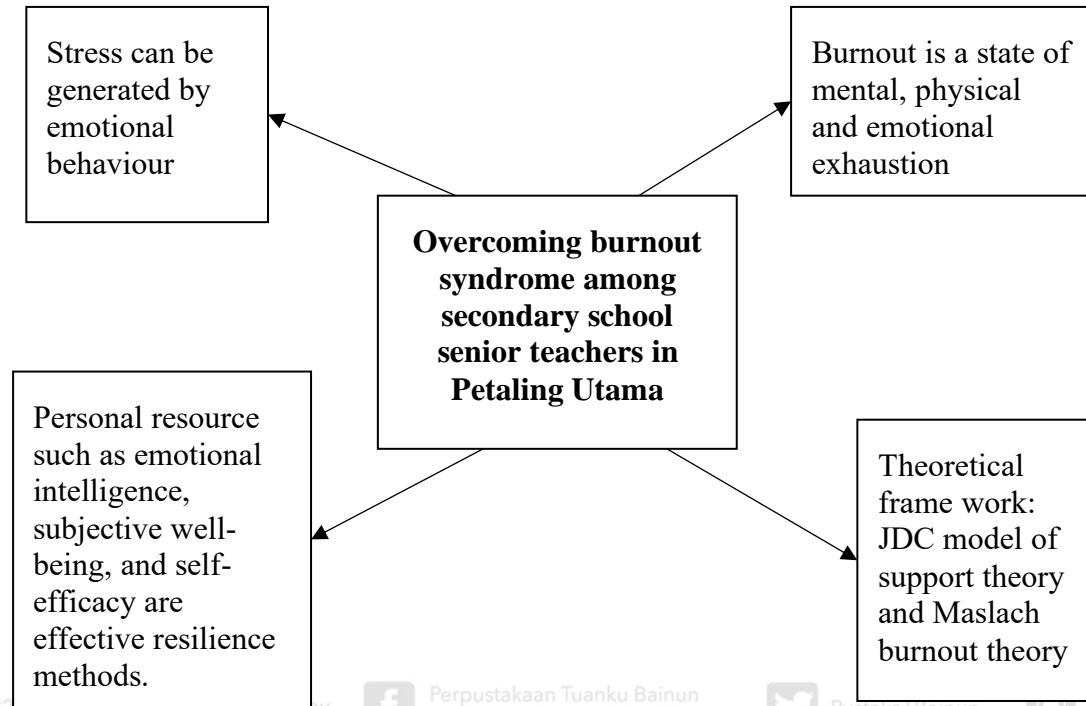 Stress can be
generated by
emotional
behaviour
Burnout is a state of
mental, physical
and emotional
exhaustion
Overcoming burnout
syndrome among
secondary school
senior teachers in
Petaling Utama
Personal resource
such as emotional
intelligence,
subjective well-
being, and self-
efficacy are
effective resilience
methods.
Theoretical
frame work:
JDC model of
support theory
and Maslach
burnout theory
Perpustakaan Tuanku Bainun